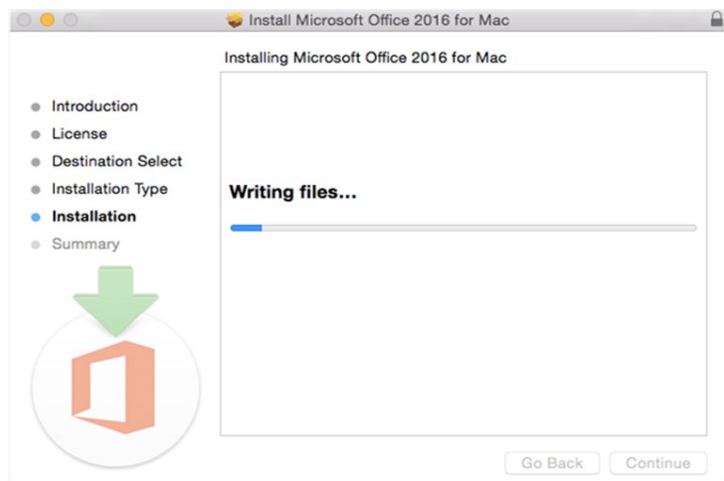 Install Microsoft Office 2016 for Mac
Installing Microsoft Office 2016 for Mac
Introduction
License
Destination Select
Installation Type
Installation
Summary
Writing files...
Go Back
Continue